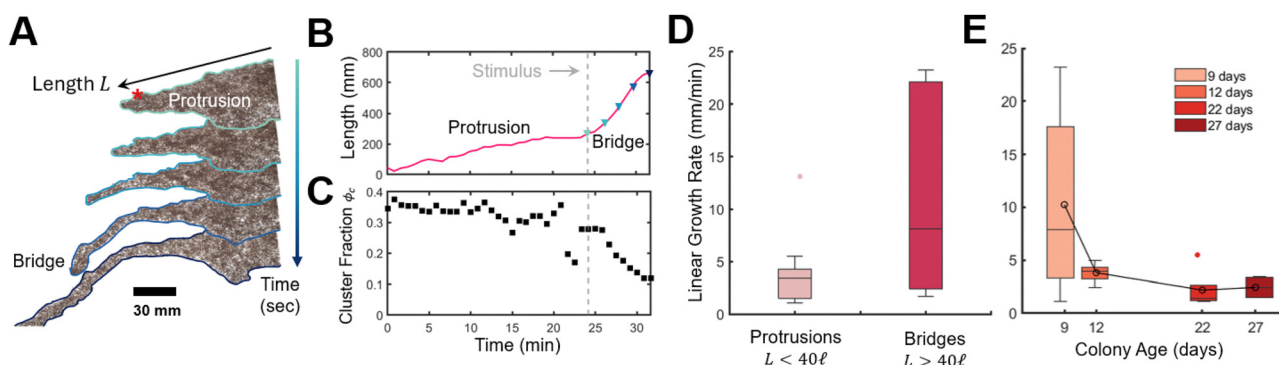 A
Length L
Protrusion
Bridge
30 mm
Time
(sec)
B
800
600
400
200
0
Length (mm)
Stimulus
Protrusion
Bridge
C
0.4
0.3
0.2
0.1
0
Cluster Fraction ϕc
0 5 10 15 20 25 30
Time (min)
D
25
20
15
10
5
0
Linear Growth Rate (mm/min)
Protrusions
L < 40ℓ
Bridges
L > 40ℓ
E
25
20
15
10
5
0
9 days
12 days
22 days
27 days
9 12 22 27
Colony Age (days)